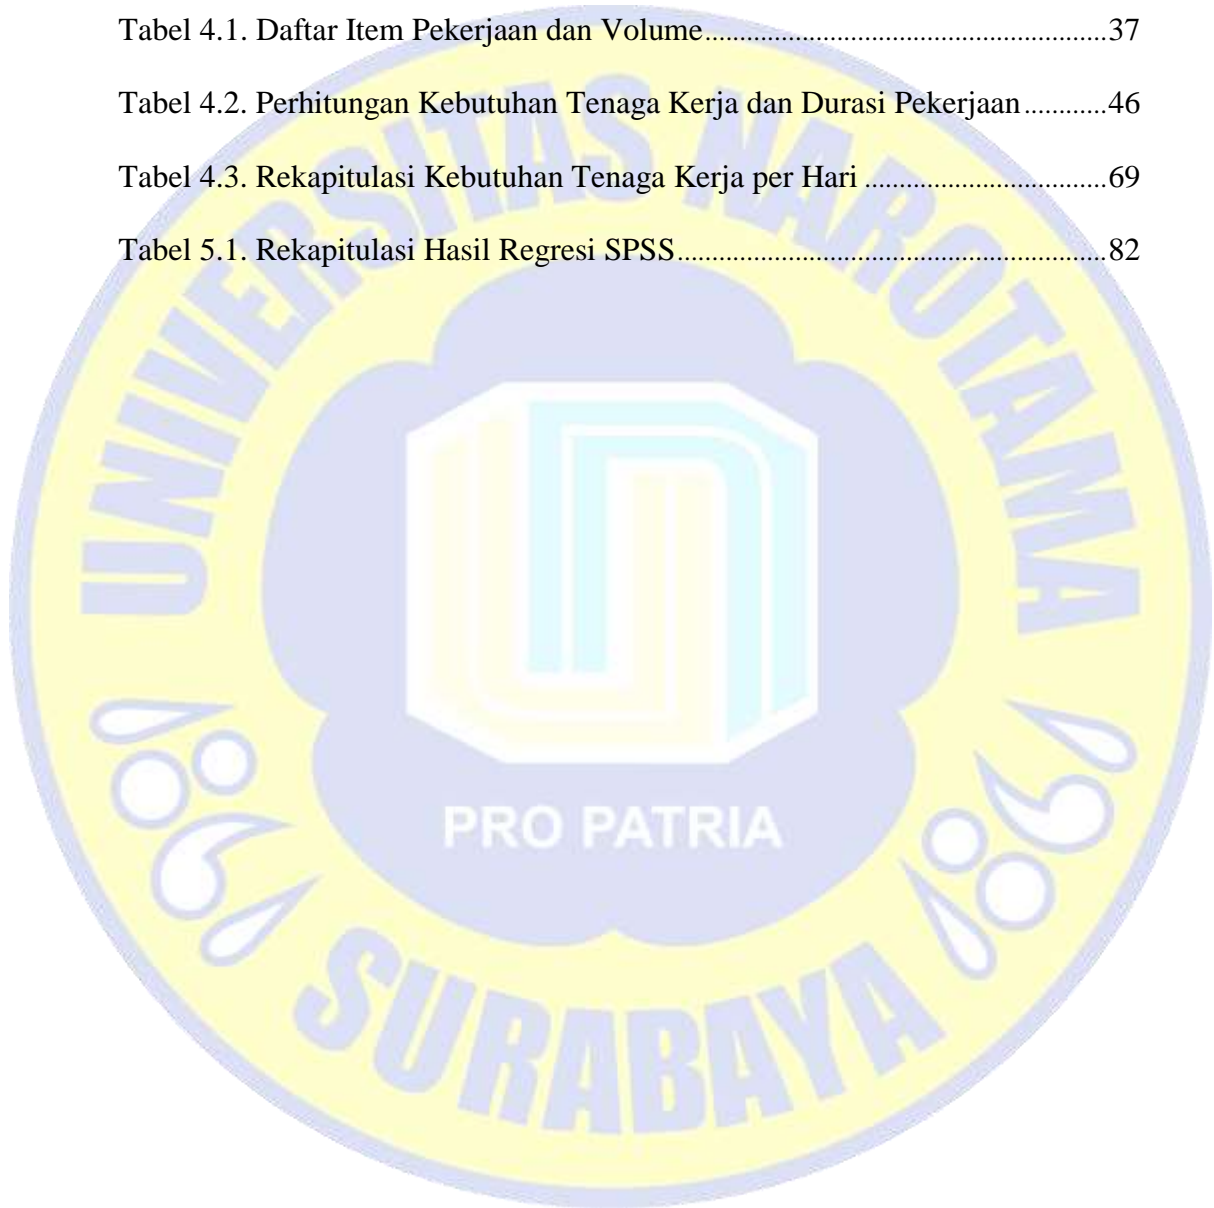 Tabel 4.1. Daftar Item Pekerjaan dan Volume....................................................37
Tabel 4.2. Perhitungan Kebutuhan Tenaga Kerja dan Durasi Pekerjaan...........46
Tabel 4.3. Rekapitulasi Kebutuhan Tenaga Kerja per Hari ...............................69
Tabel 5.1. Rekapitulasi Hasil Regresi SPSS.......................................................82
UNIVERSITAS NAROTAMA
PRO PATRIA
SURABAYA